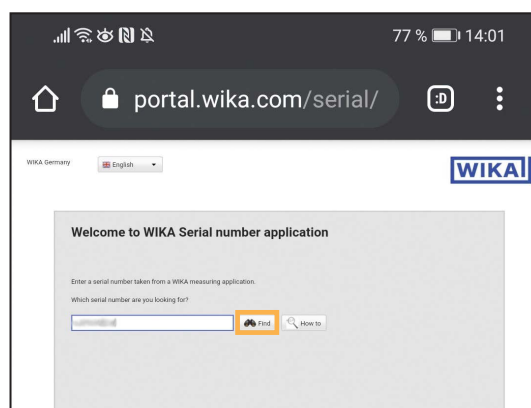 77 % 14:01
portal.wika.com/serial/ :D
WIKA Germany English WIKAI
Welcome to WIKA Serial number application
Enter a serial number taken from a WIKA measuring application.
Which serial number are you looking for?
Find How to